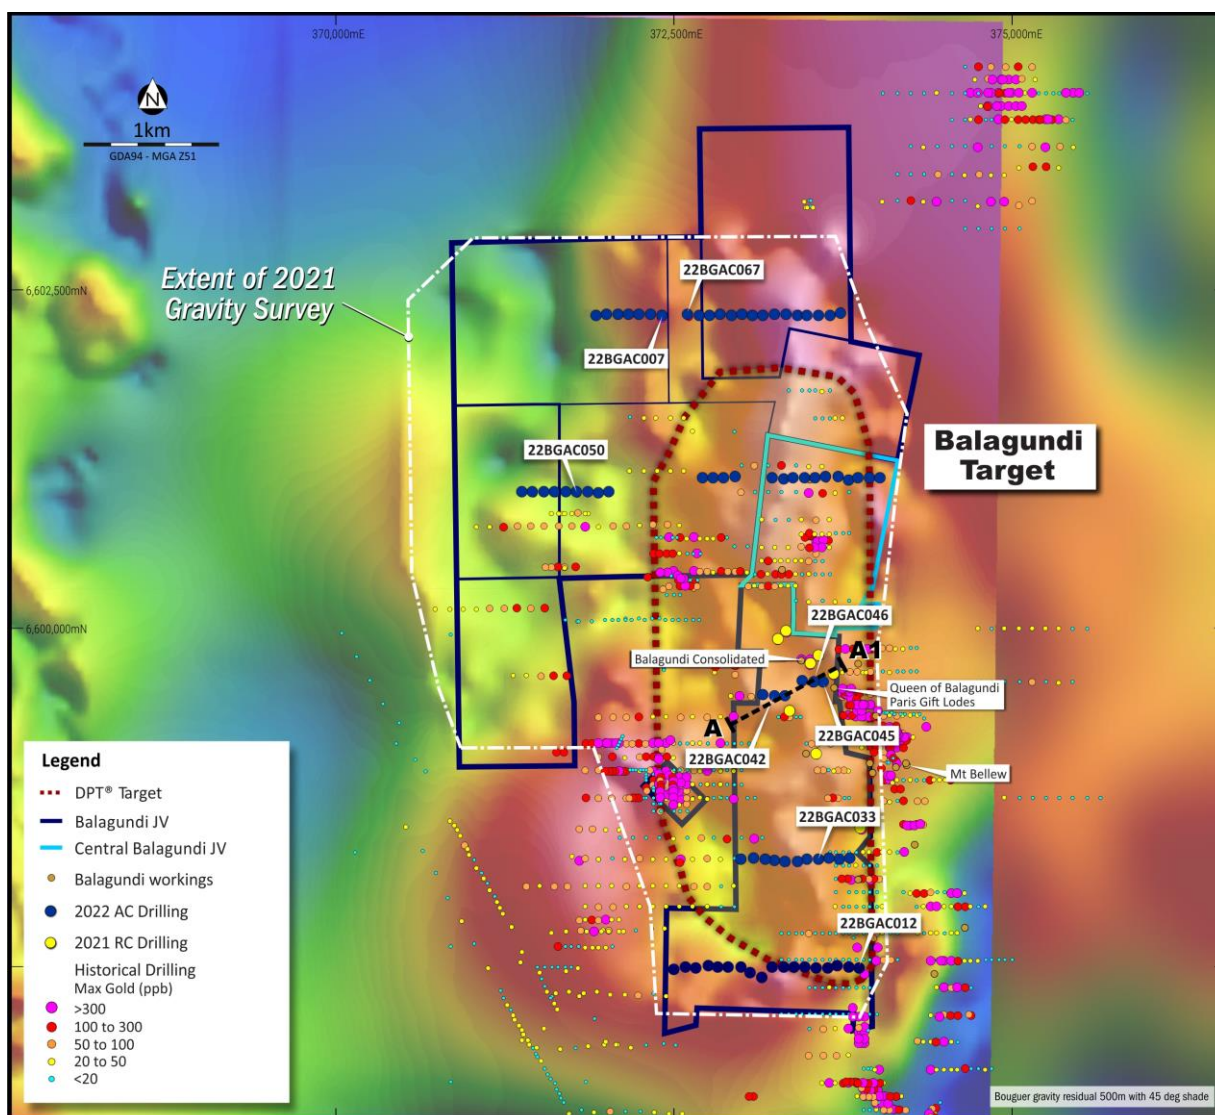 370,000mE
372,500mE
375,000mE
N
1km
GDA94 - MGA Z51
6,602,500mN
Extent of 2021
Gravity Survey
22BGAC067
22BGAC007
22BGAC050
Balagundi
Target
6,600,000mN
22BGAC046
Balagundi Consolidated
A1
Queen of Balagundi
Paris Gift Lodes
A
22BGAC045
22BGAC042
Mt Bellew
22BGAC033
22BGAC012
Legend
DPT® Target
Balagundi JV
Central Balagundi JV
Balagundi workings
2022 AC Drilling
2021 RC Drilling
Historical Drilling
Max Gold (ppb)
>300
100 to 300
50 to 100
20 to 50
<20
Bouguer gravity residual 500m with 45 deg shade